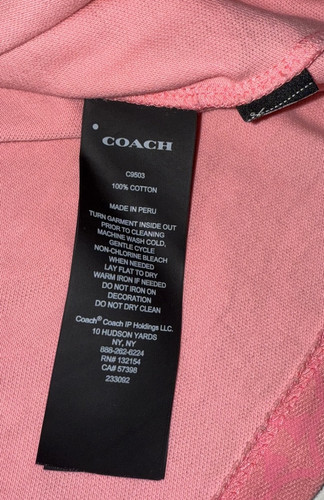 COACH
C9503
100% COTTON
MADE IN PERU
TURN GARMENT INSIDE OUT
PRIOR TO CLEANING
MACHINE WASH COLD,
GENTLE CYCLE
NON-CHLORINE BLEACH
WHEN NEEDED
LAY FLAT TO DRY
WARM IRON IF NEEDED
DO NOT IRON ON
DECORATION
DO NOT DRY CLEAN
Coach® Coach IP Holdings LLC.
10 HUDSON YARDS
NY, NY
888-262-6224
RN# 132154
CA# 57398
233092